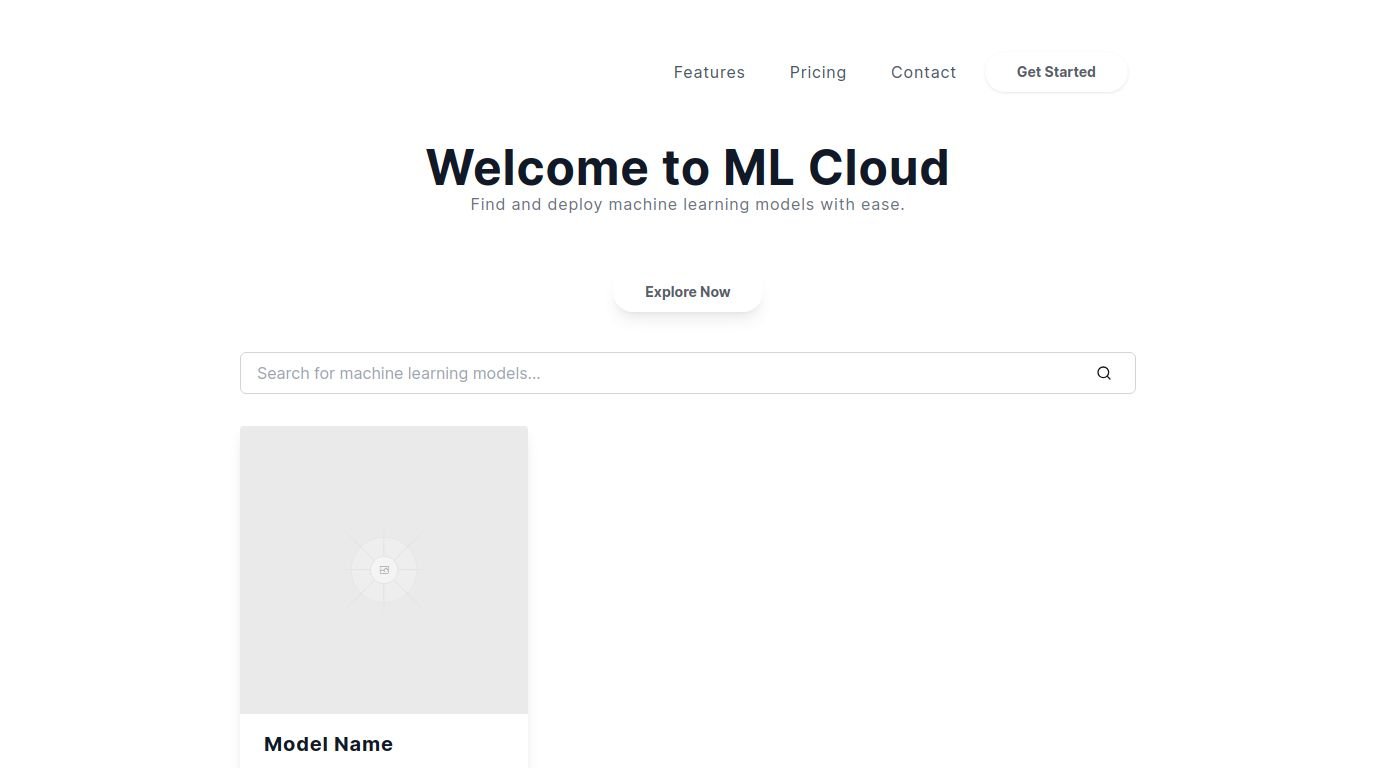 Features Pricing Contact Get Started
Welcome to ML Cloud
Find and deploy machine learning models with ease.
Explore Now
Search for machine learning models...
Model Name